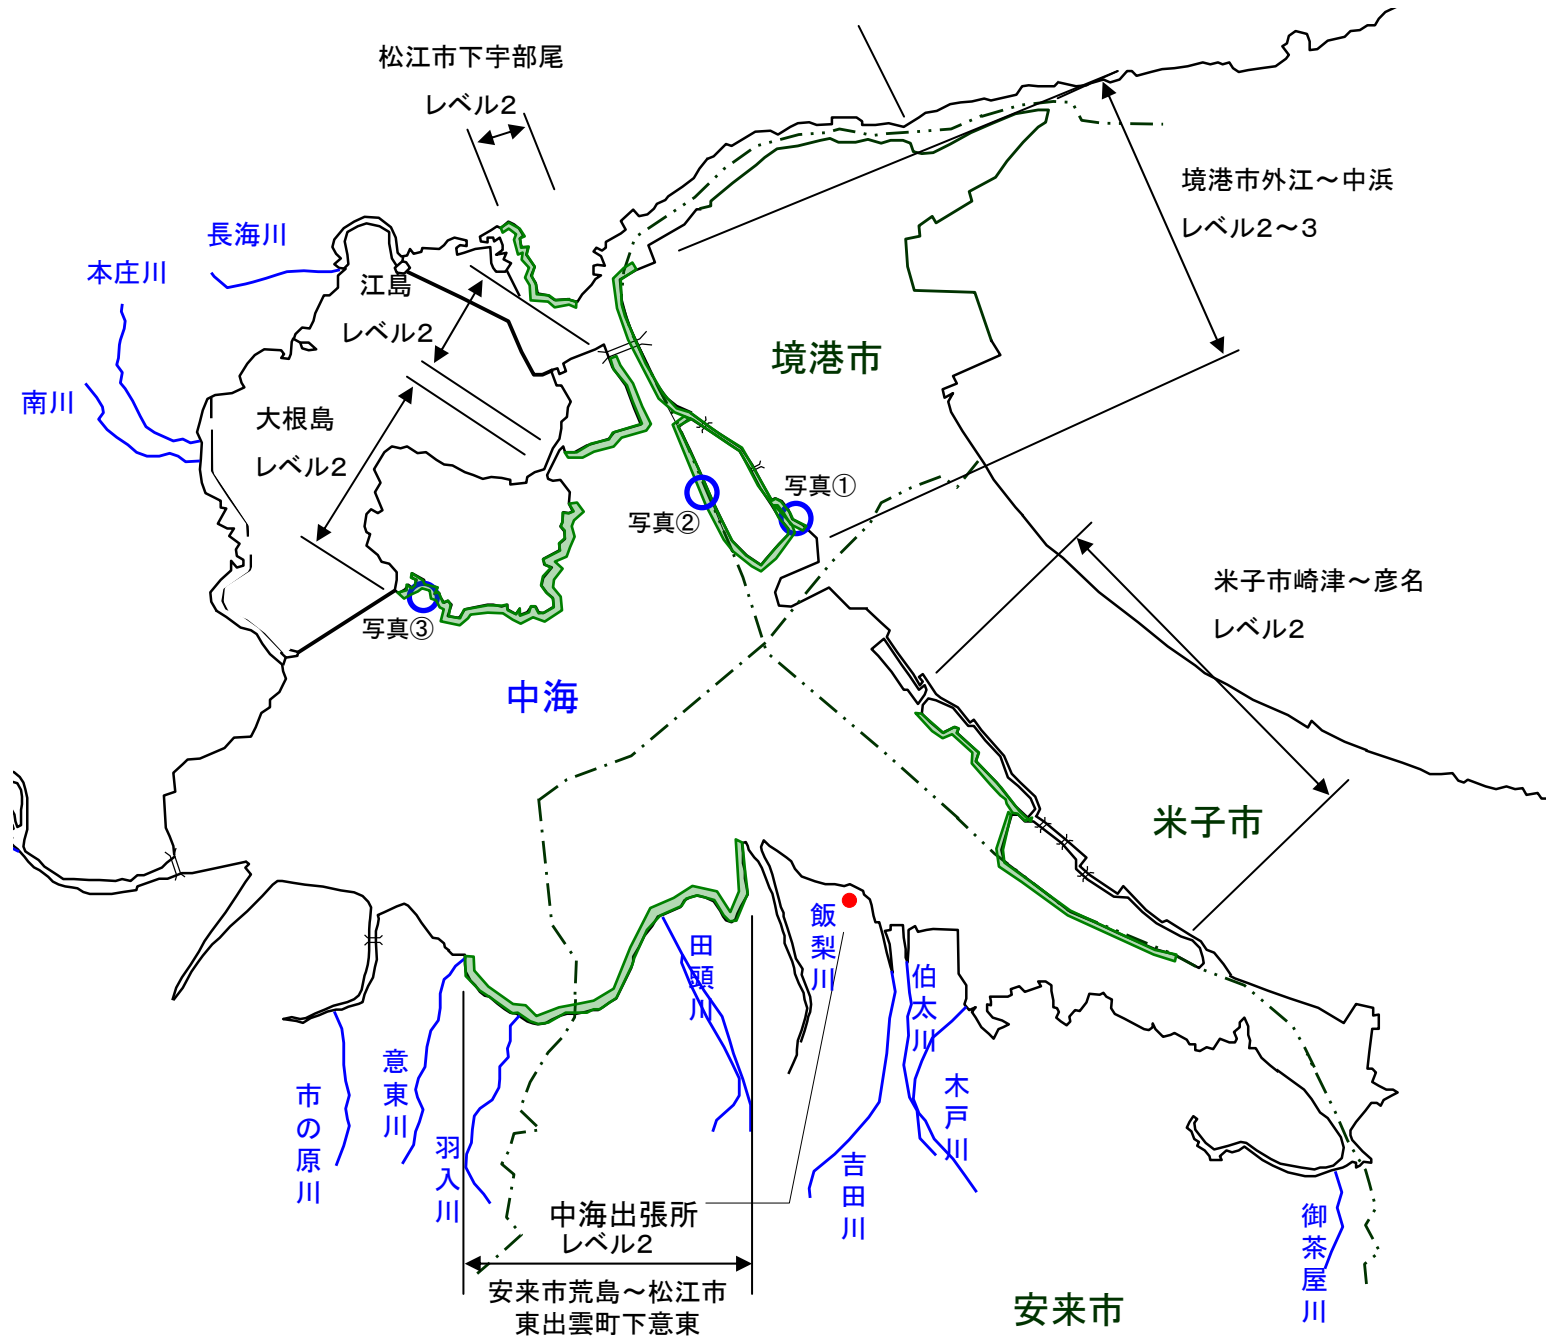 松江市下宇部尾
レベル2
境港市外江～中浜
レベル2～3
長海川
本庄川
江島
レベル2
境港市
南川
大根島
レベル2
写真①
写真②
米子市崎津～彦名
レベル2
写真③
中海
米子市
飯梨川
田頭川
伯太川
意東川
木戸川
市の原川
羽入川
吉田川
中海出張所
レベル2
御茶屋川
安来市荒島～松江市
東出雲町下意東
安来市